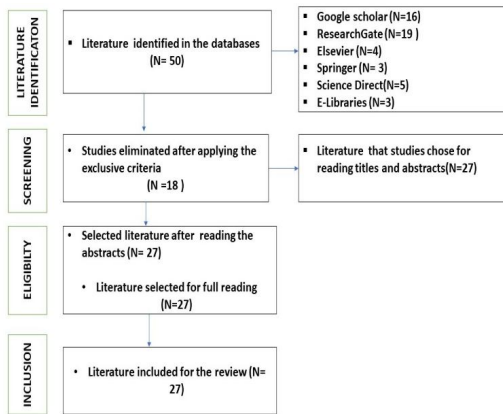 LITERATURE
IDENTIFICATON
▪ Literature identified in the databases
(N= 50)
▪ Google scholar (N=16)
▪ ResearchGate(N=19 )
▪ Elsevier(N=4)
▪ Springer (N= 3)
▪ Science Direct(N=5)
▪ E-Libraries(N=3)
SCREENING
• Studies eliminated after applying the
exclusive criteria
(N =18 )
• Literature that studies chose for
reading titles and abstracts(N=27)
ELIGIBILTY
• Selected literature after reading the
abstracts (N= 27)
• Literature selected for full reading
(N=27)
INCLUSION
• Literature included for the review (N=
27)